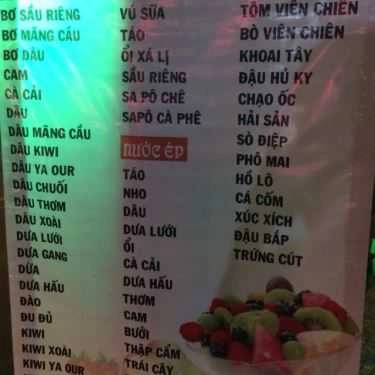 BƠ SẦU RIÊNG
BƠ MÃNG CẦU
BƠ DÂU
CAM
CÀ CẢI
DÂU
DÂU MÃNG CẦU
DÂU KIWI
DÂU YA OUR
DÂU CHUỐI
DÂU THƠM
DÂU XOÀI
DƯA LƯỚI
DƯA GANG
DỪA
DƯA HẤU
ĐÀO
ĐU ĐỦ
KIWI
KIWI XOÀI
KIWI YA OUR
VÚ SỮA
TÁO
ỔI XÁ LỊ
SẦU RIÊNG
SA PÔ CHÊ
SAPÔ CÀ PHÊ
NƯỚC ÉP
TÁO
NHO
DÂU
DƯA LƯỚI
ỔI
CÀ CẢI
DƯA HẤU
THƠM
CAM
BƯỞI
THẬP CẨM
TRÁI CÂY
TÔM VIÊN CHIÊN
BÒ VIÊN CHIÊN
KHOAI TÂY
ĐẬU HỦ KY
CHẠO ỐC
HẢI SẢN
SÒ ĐIỆP
PHÔ MAI
HỒ LÔ
CÁ CỐM
XÚC XÍCH
ĐẬU BẮP
TRỨNG CÚT